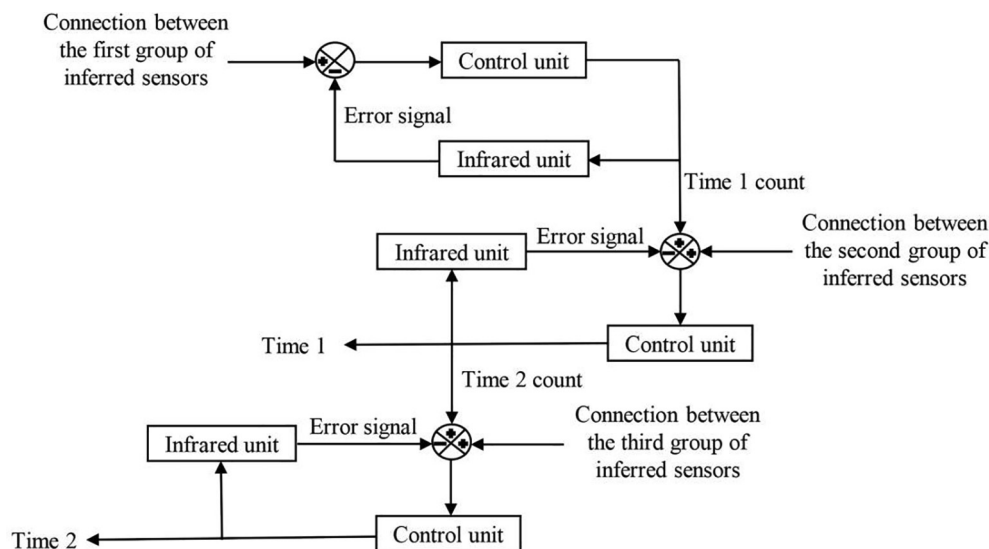 Connection between
the first group of
inferred sensors
Control unit
Error signal
Infrared unit
Time 1 count
Connection between
the second group of
inferred sensors
Infrared unit
Error signal
Time 1
Control unit
Time 2 count
Connection between
the third group of
inferred sensors
Infrared unit
Error signal
Time 2
Control unit